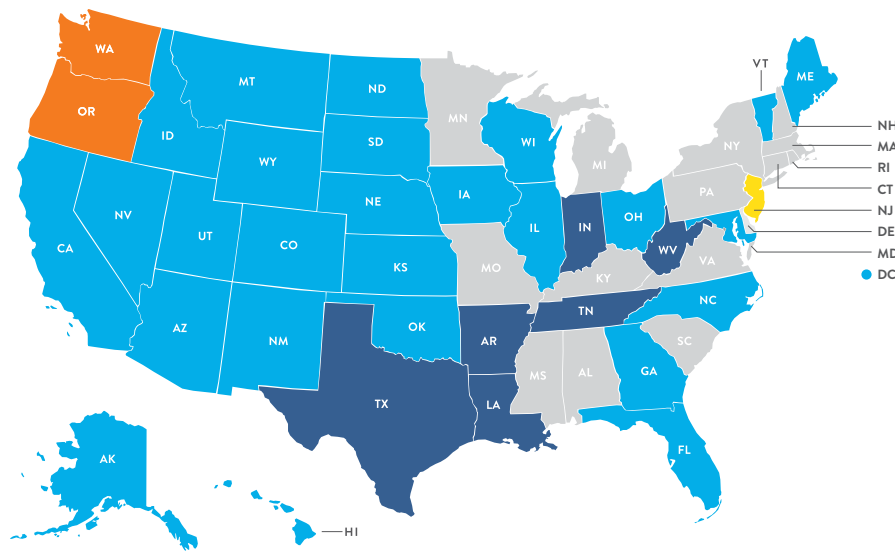 WA
MT
ND
MN
VT
ME
OR
ID
SD
WI
MI
NY
NH
MA
RI
CT
NJ
DE
MD
DC
WY
IA
PA
NV
NE
IL
IN
OH
UT
CO
WV
VA
CA
KS
MO
KY
NC
AZ
NM
OK
AR
TN
SC
TX
LA
MS
AL
GA
FL
AK
HI